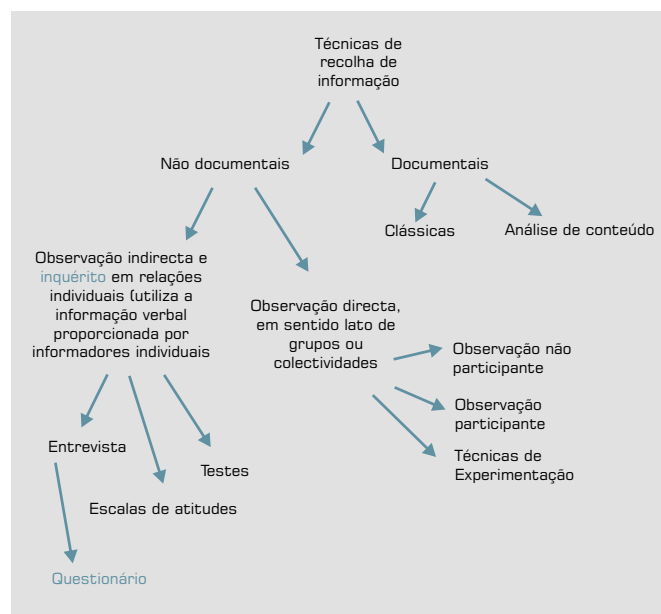 Técnicas de
recolha de
informação
Não documentais
Documentais
Clássicas
Análise de conteúdo
Observação indirecta e
inquérito em relações
individuais (utiliza a
informação verbal
proporcionada por
informadores individuais
Observação directa,
em sentido lato de
grupos ou
colectividades
Observação não
participante
Observação
participante
Técnicas de
Experimentação
Entrevista
Testes
Escalas de atitudes
Questionário